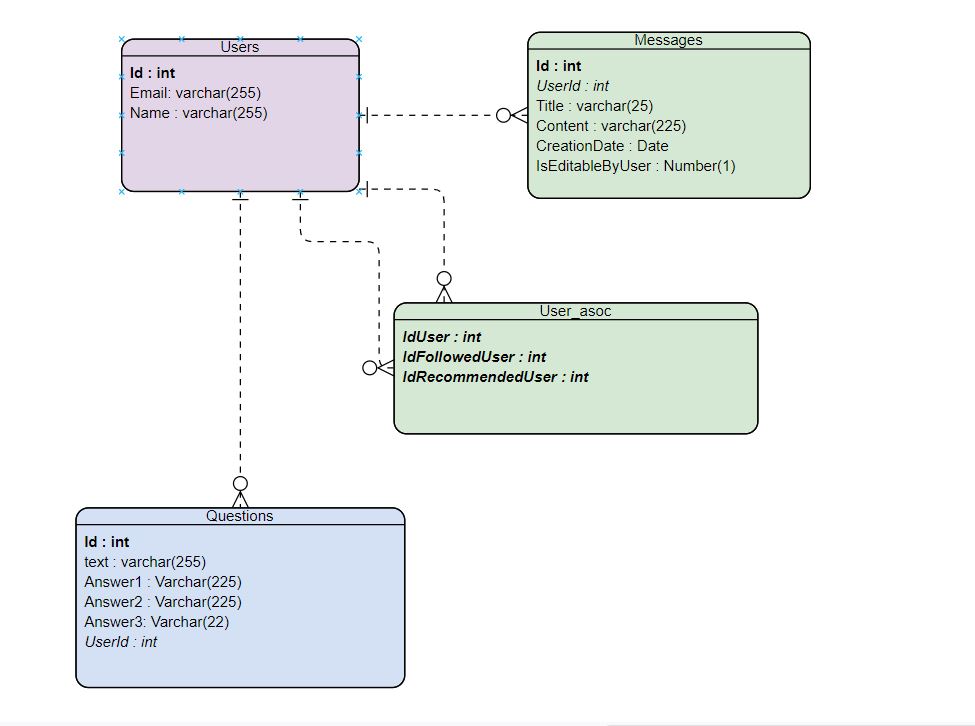 Users
Id : int
Email: varchar(255)
Name : varchar(255)
Messages
Id : int
UserId : int
Title : varchar(25)
Content : varchar(225)
CreationDate : Date
IsEditableByUser : Number(1)
User_asoc
IdUser : int
IdFollowedUser : int
IdRecommendedUser : int
Questions
Id : int
text : varchar(255)
Answer1 : Varchar(225)
Answer2 : Varchar(225)
Answer3: Varchar(22)
UserId : int